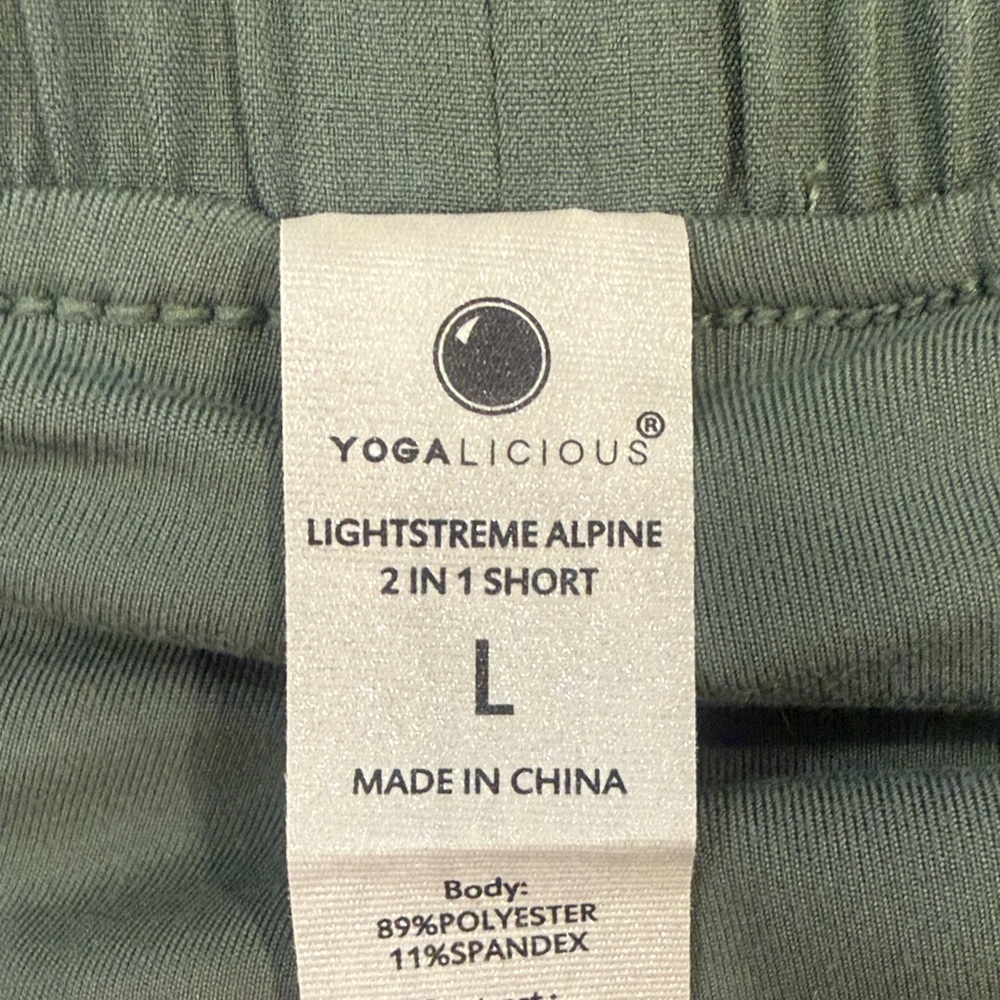 YOGALICIOUS®
LIGHTSTREME ALPINE
2 IN 1 SHORT
L
MADE IN CHINA
Body:
89%POLYESTER
11%SPANDEX